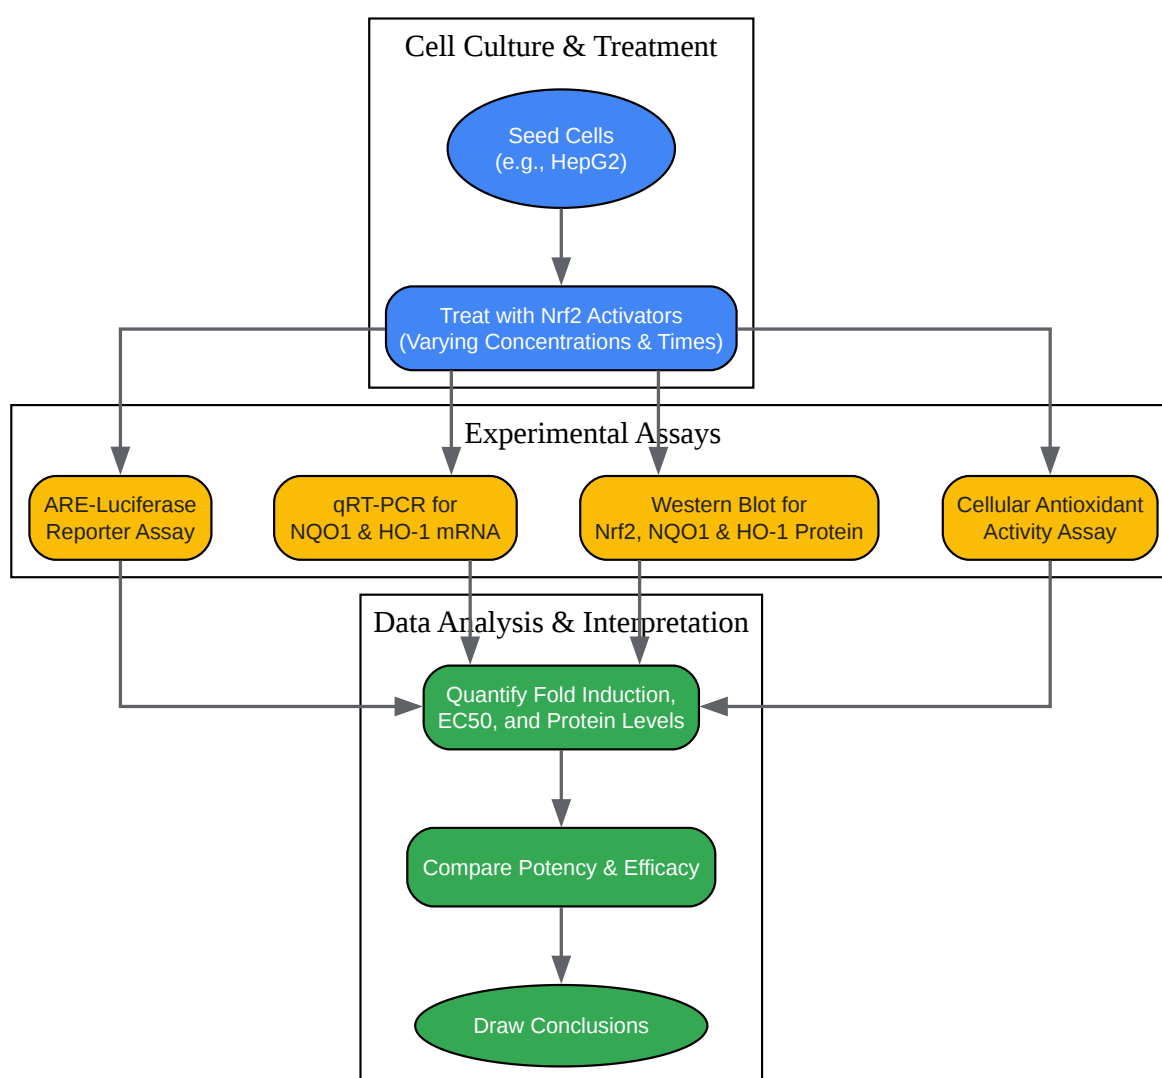 Cell Culture & Treatment
Seed Cells
(e.g., HepG2)
Treat with Nrf2 Activators
(Varying Concentrations & Times)
Experimental Assays
ARE-Luciferase
Reporter Assay
qRT-PCR for
NQO1 & HO-1 mRNA
Western Blot for
Nrf2, NQO1 & HO-1 Protein
Cellular Antioxidant
Activity Assay
Data Analysis & Interpretation
Quantify Fold Induction,
EC50, and Protein Levels
Compare Potency & Efficacy
Draw Conclusions